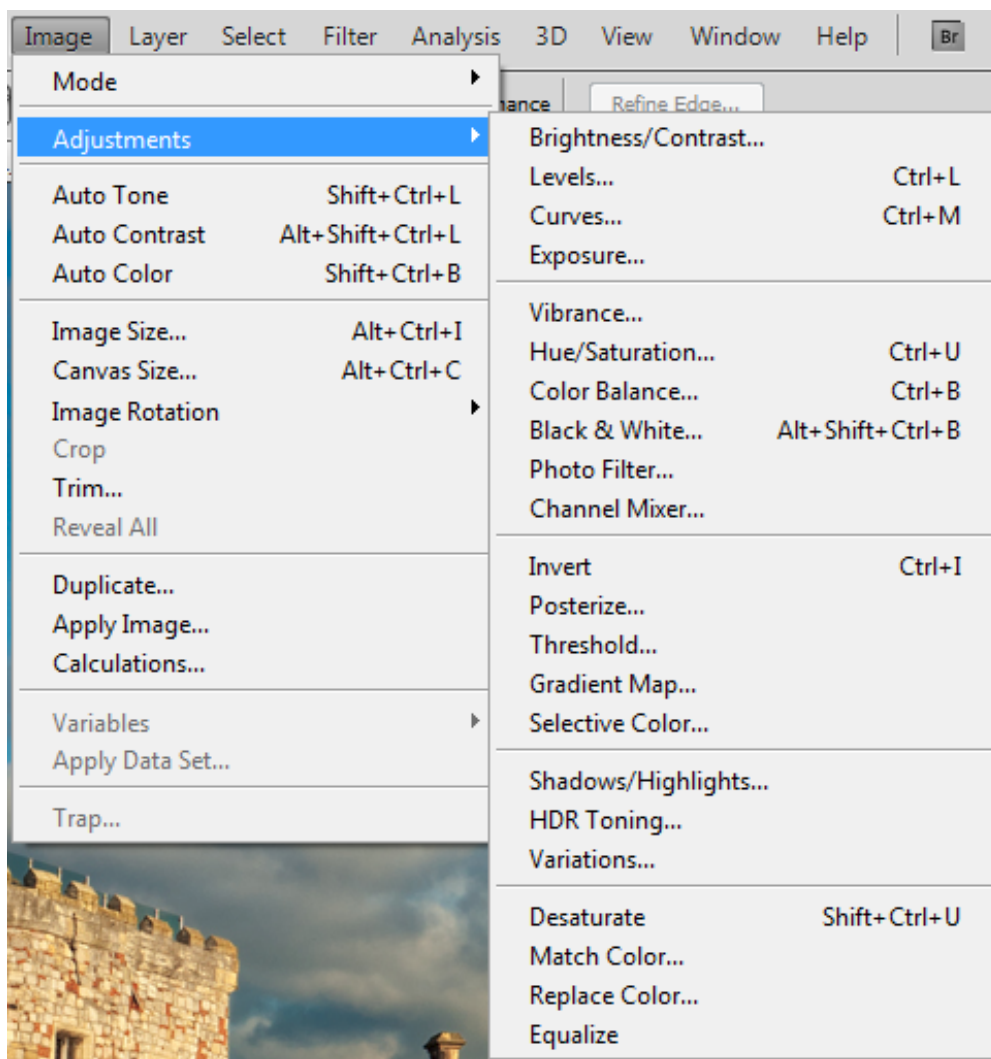 Image Layer Select Filter Analysis 3D View Window Help Br
Mode
Refine Edge...
Adjustments
Auto Tone Shift+Ctrl+L
Auto Contrast Alt+Shift+Ctrl+L
Auto Color Shift+Ctrl+B
Image Size... Alt+Ctrl+I
Canvas Size... Alt+Ctrl+C
Image Rotation
Crop
Trim...
Reveal All
Duplicate...
Apply Image...
Calculations...
Variables
Apply Data Set...
Trap...
Brightness/Contrast...
Levels... Ctrl+L
Curves... Ctrl+M
Exposure...
Vibrance...
Hue/Saturation... Ctrl+U
Color Balance... Ctrl+B
Black & White... Alt+Shift+Ctrl+B
Photo Filter...
Channel Mixer...
Invert Ctrl+I
Posterize...
Threshold...
Gradient Map...
Selective Color...
Shadows/Highlights...
HDR Toning...
Variations...
Desaturate Shift+Ctrl+U
Match Color...
Replace Color...
Equalize